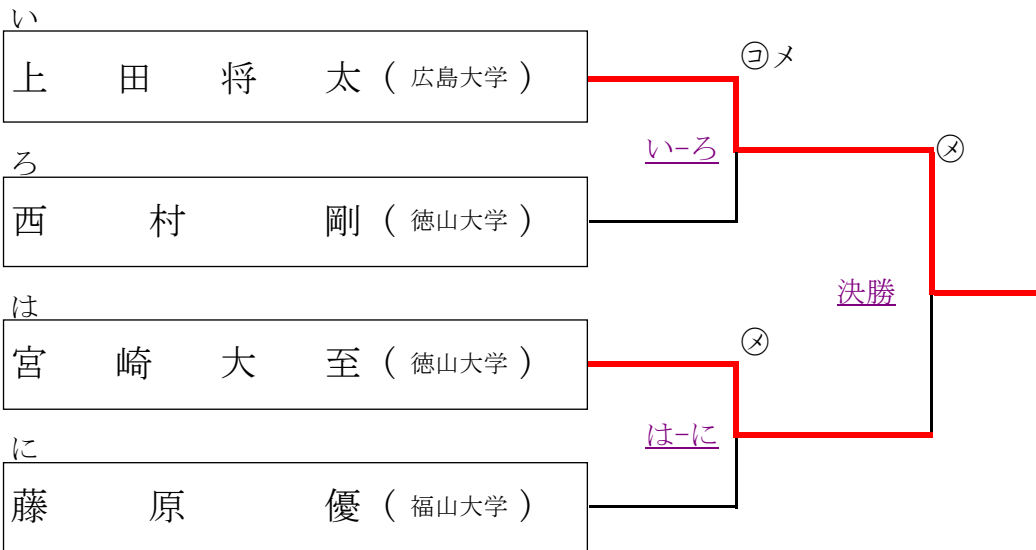 い
上田将太(広島大学)
㋙メ
い-ろ
㋱
ろ
西村剛(徳山大学)
は
決勝
宮崎大至(徳山大学)
㋱
は-に
に
藤原優(福山大学)